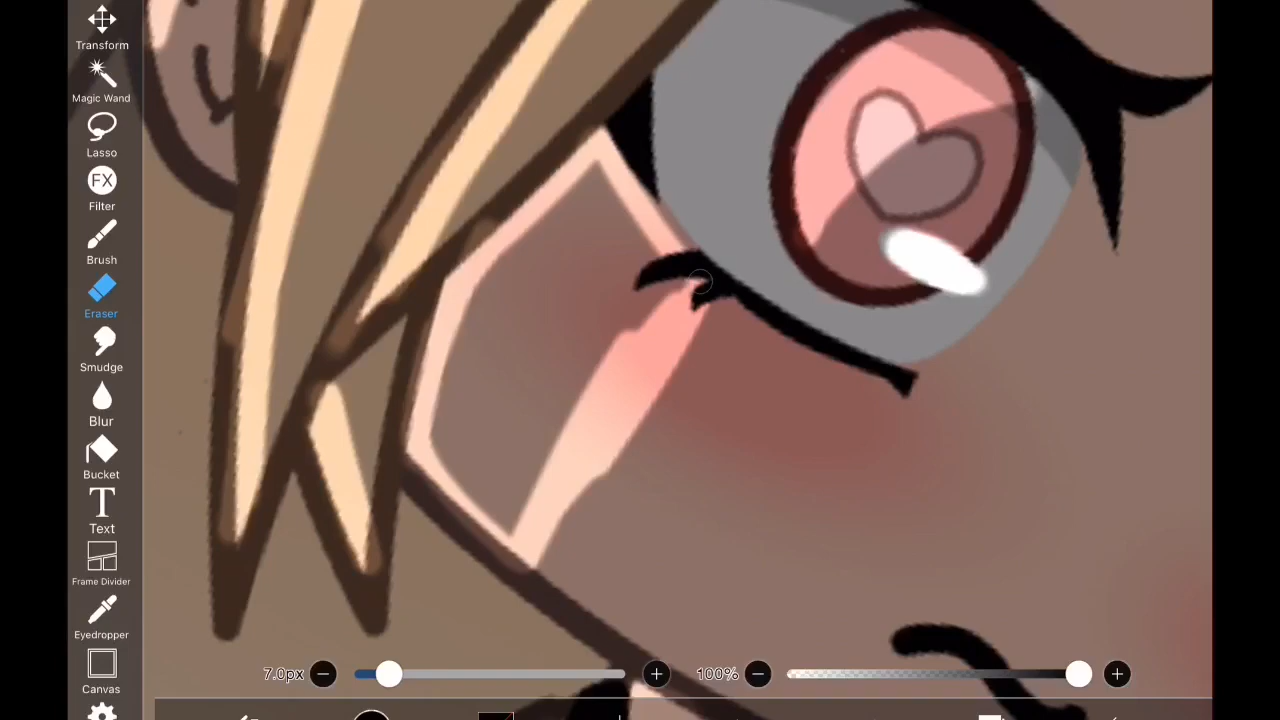 Transform
Magic Wand
Lasso
FX
Filter
Brush
Eraser
Smudge
Blur
Bucket
T
Text
Frame Divider
Eyedropper
Canvas
7.0px
100%